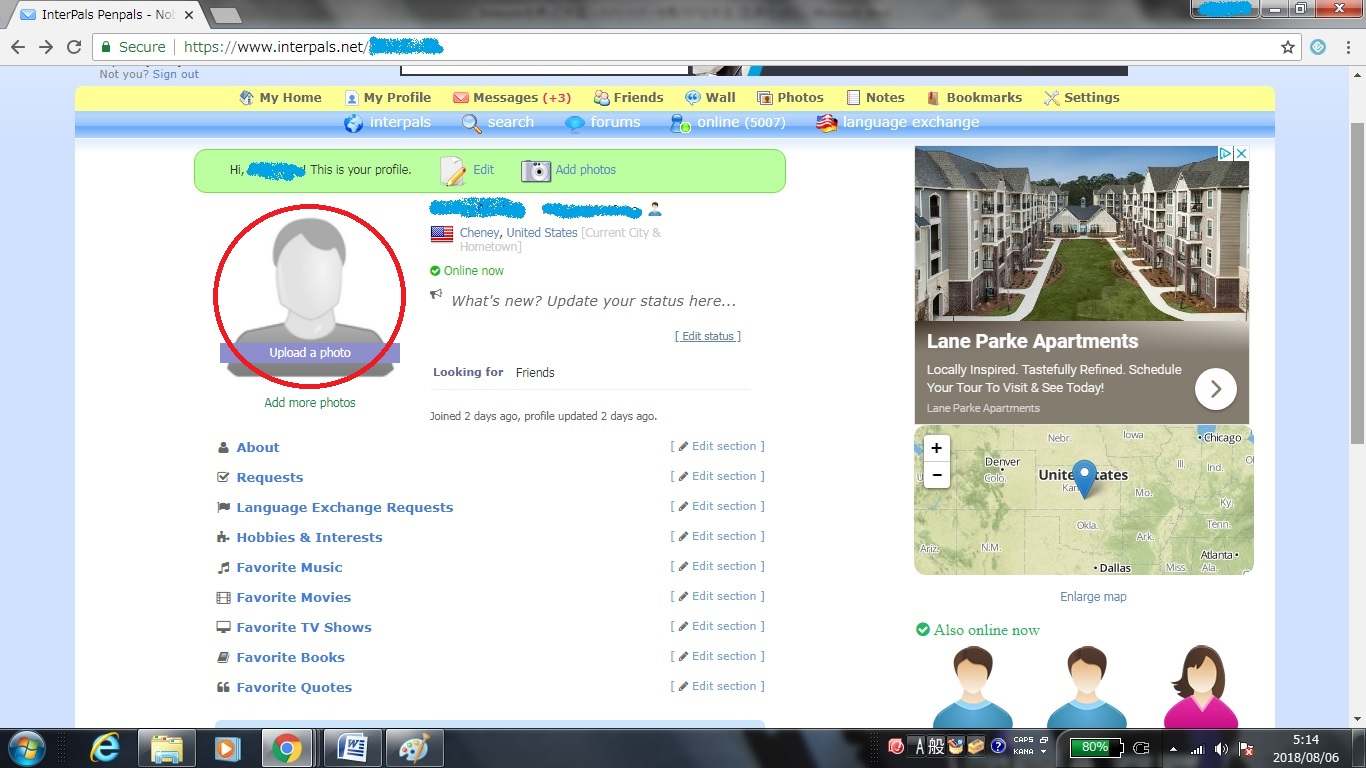 InterPals Penpals - Nol
Secure
https://www.interpals.net/
Not you? Sign out
My Home My Profile Messages (+3) Friends Wall Photos Notes Bookmarks Settings
interpals search forums online (5007) language exchange
Hi, ! This is your profile. Edit Add photos
Cheney, United States [Current City &
Hometown]
Online now
What's new? Update your status here...
[ Edit status ]
Upload a photo
Add more photos
Looking for Friends
Joined 2 days ago, profile updated 2 days ago.
About [ Edit section ]
Requests [ Edit section ]
Language Exchange Requests [ Edit section ]
Hobbies & Interests [ Edit section ]
Favorite Music [ Edit section ]
Favorite Movies [ Edit section ]
Favorite TV Shows [ Edit section ]
Favorite Books [ Edit section ]
Favorite Quotes [ Edit section ]
Lane Parke Apartments
Locally Inspired. Tastefully Refined. Schedule
Your Tour To Visit & See Today!
Lane Parke Apartments
+
−
Nebr. Iowa Chicago
Denver
Colo. United States Ill. Ind.
Kan. Mo. Ky.
Okla. Tenn.
Ariz. N.M. Ark. Atlanta
Dallas Miss. Ala. Ga.
Enlarge map
Also online now
A 般 CAPS
KANA
80%
5:14
2018/08/06